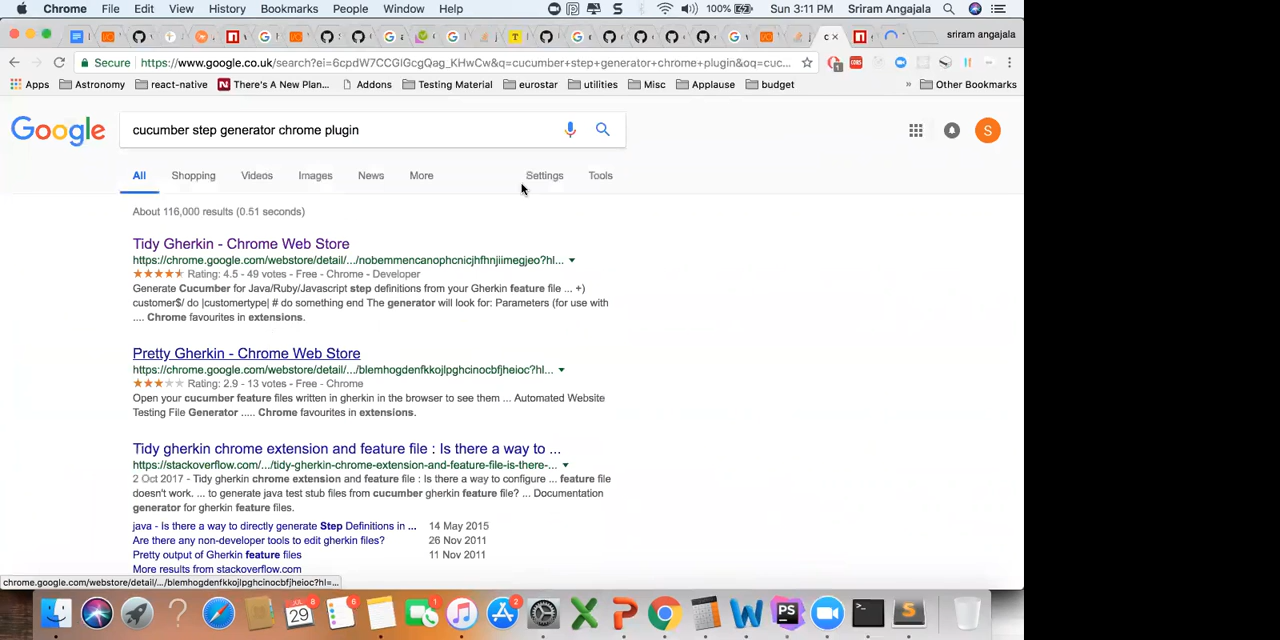 Chrome File Edit View History Bookmarks People Window Help 100% Sun 3:11 PM Sriram Angajala
sriram angajala
Secure https://www.google.co.uk/search?ei=6cpdW7CCGIGcgQag_KHwCw&q=cucumber+step+generator+chrome+plugin&oq=cuc...
Apps Astronomy react-native There's A New Plan... Addons Testing Material eurostar utilities Misc Applause budget » Other Bookmarks
Google cucumber step generator chrome plugin S
All Shopping Videos Images News More Settings Tools
About 116,000 results (0.51 seconds)
Tidy Gherkin - Chrome Web Store
https://chrome.google.com/webstore/detail/.../nobemmencanophcnicjhfhnjiimegjeo?hl...
Rating: 4.5 - 49 votes - Free - Chrome - Developer
Generate Cucumber for Java/Ruby/Javascript step definitions from your Gherkin feature file ... +)
customer$/ do |customertype| # do something end The generator will look for: Parameters (for use with
.... Chrome favourites in extensions.
Pretty Gherkin - Chrome Web Store
https://chrome.google.com/webstore/detail/.../blemhogdenfkkojlpghcinocbfjheioc?hl...
Rating: 2.9 - 13 votes - Free - Chrome
Open your cucumber feature files written in gherkin in the browser to see them ... Automated Website
Testing File Generator ..... Chrome favourites in extensions.
Tidy gherkin chrome extension and feature file : Is there a way to ...
https://stackoverflow.com/.../tidy-gherkin-chrome-extension-and-feature-file-is-there-...
2 Oct 2017 - Tidy gherkin chrome extension and feature file : Is there a way to configure ... feature file
doesn't work. ... to generate java test stub files from cucumber gherkin feature file? ... Documentation
generator for gherkin feature files.
java - Is there a way to directly generate Step Definitions in ... 14 May 2015
Are there any non-developer tools to edit gherkin files? 26 Nov 2011
Pretty output of Gherkin feature files 11 Nov 2011
More results from stackoverflow.com
chrome.google.com/webstore/detail/.../blemhogdenfkkojlpghcinocbfjheioc?hl=...